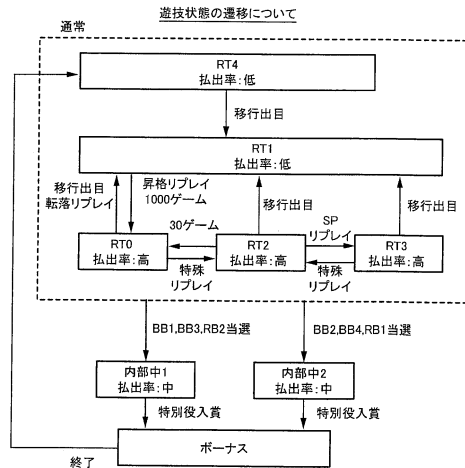 遊技状態の遷移について
通常
RT4
払出率:低
移行出目
RT1
払出率:低
移行出目
転落リプレイ
昇格リプレイ
1000ゲーム
移行出目
移行出目
30ゲーム
SP
リプレイ
RT0
払出率:高
RT2
払出率:高
RT3
払出率:高
特殊
リプレイ
特殊
リプレイ
BB1,BB3,RB2当選
BB2,BB4,RB1当選
内部中1
払出率:中
内部中2
払出率:中
特別役入賞
特別役入賞
ボーナス
終了